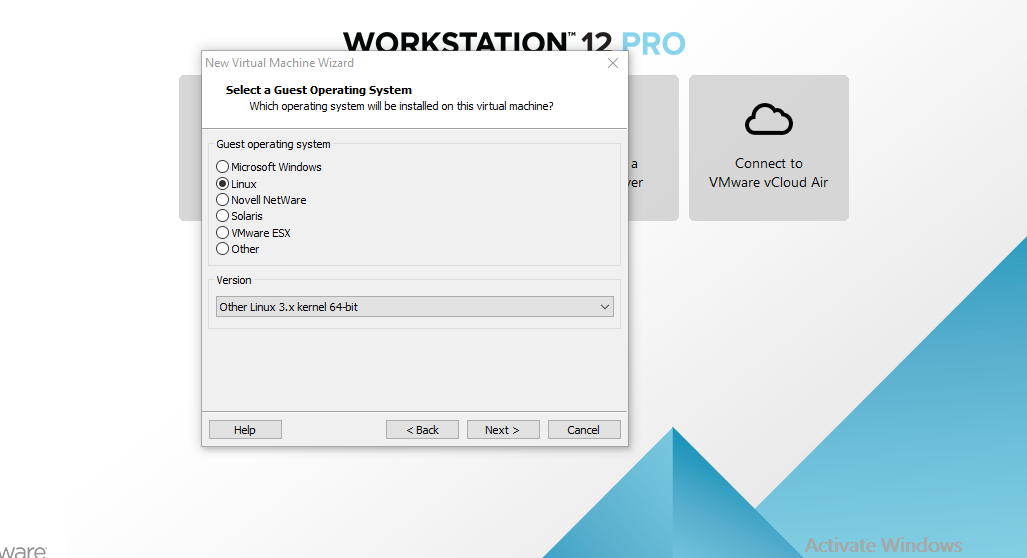 WORKSTATION™ 12 PRO
New Virtual Machine Wizard
Select a Guest Operating System
Which operating system will be installed on this virtual machine?
Guest operating system
Microsoft Windows
Linux
Novell NetWare
Solaris
VMware ESX
Other
Version
Other Linux 3.x kernel 64-bit
Help
< Back
Next >
Cancel
a
ver
Connect to
VMware vCloud Air
ware
Activate Windows